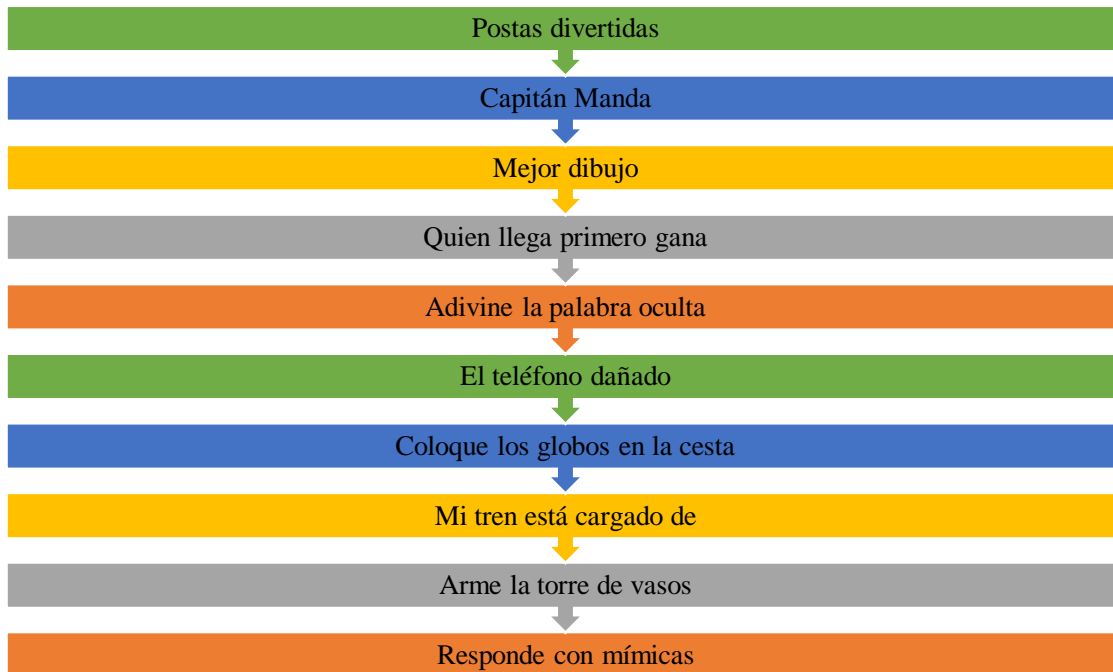 Postas divertidas
Capitán Manda
Mejor dibujo
Quien llega primero gana
Adivine la palabra oculta
El teléfono dañado
Coloque los globos en la cesta
Mi tren está cargado de
Arme la torre de vasos
Responde con mímicas